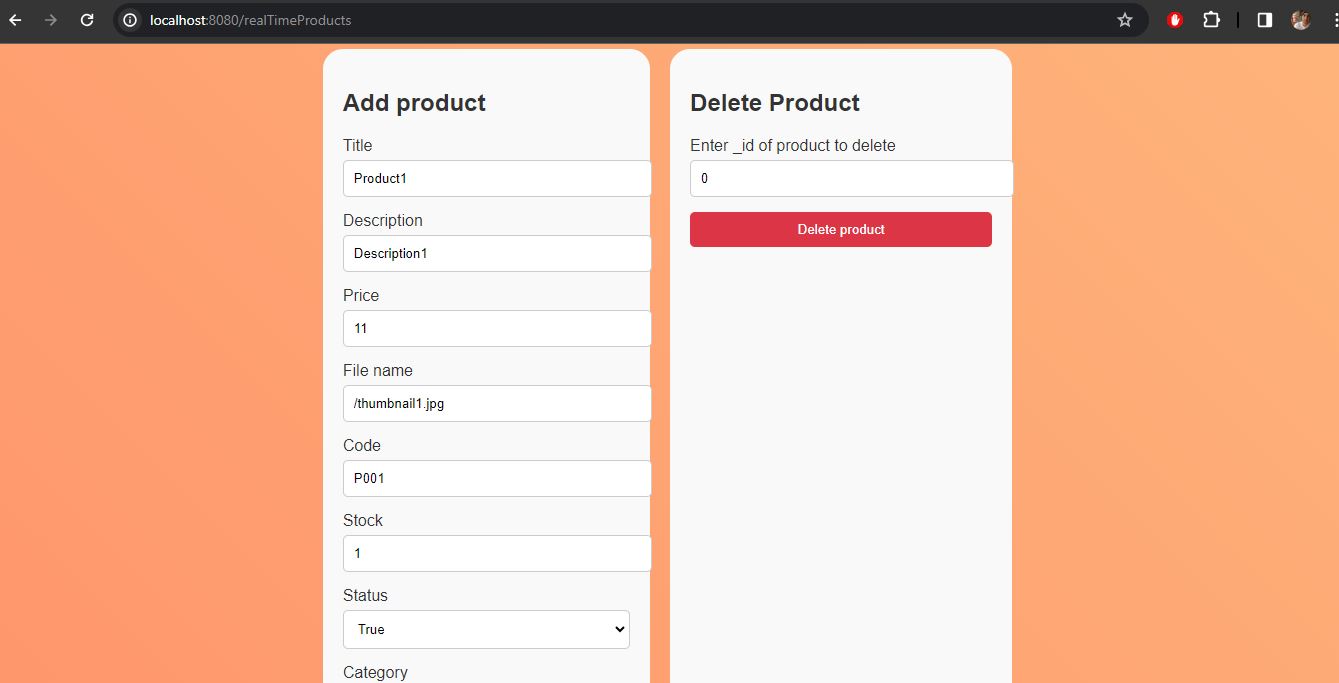 localhost:8080/realTimeProducts
Add product
Title
Product1
Description
Description1
Price
11
File name
/thumbnail1.jpg
Code
P001
Stock
1
Status
True
Category
Delete Product
Enter _id of product to delete
0
Delete product